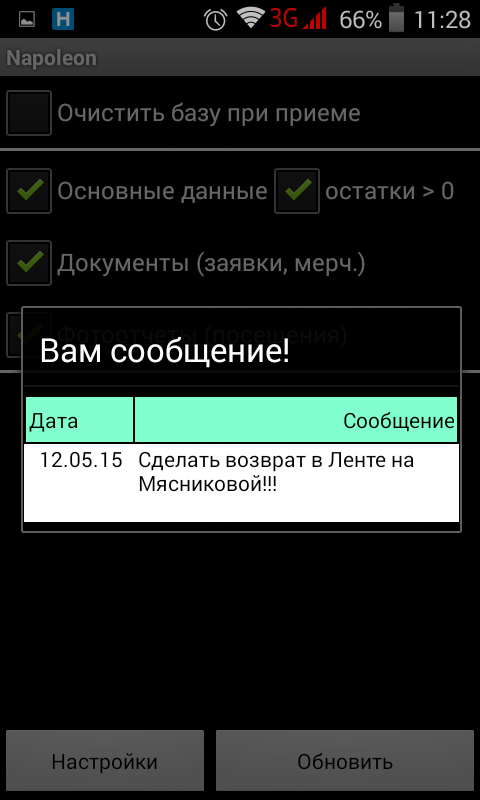 H 3G 66% 11:28
Napoleon
Очистить базу при приеме
Основные данные остатки > 0
Документы (заявки, мерч.)
Фотоотчеты (посещения)
Вам сообщение!
Дата Сообщение
12.05.15 Сделать возврат в Ленте на
Мясниковой!!!
Настройки Обновить